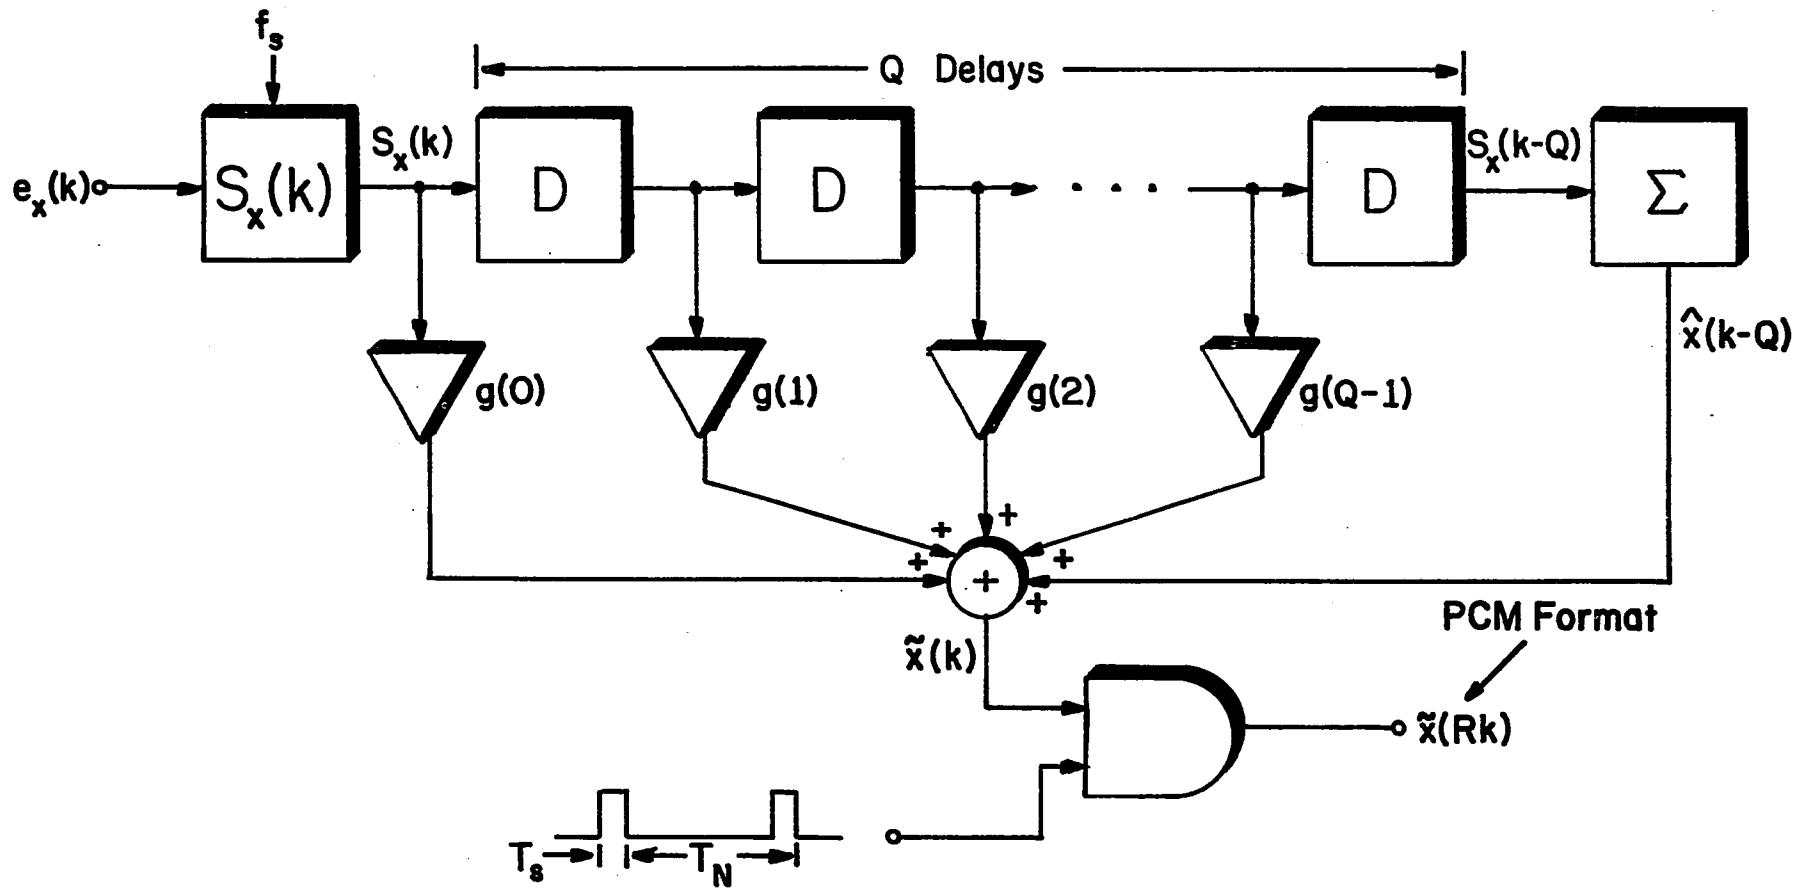 f_s
Q Delays
e_x(k)
S_x(k)
S_x(k)
D
D
. . .
D
S_x(k-Q)
Σ
x̂(k-Q)
g(0)
g(1)
g(2)
g(Q-1)
+
+
+
+
+
+
x̃(k)
PCM Format
x̃(Rk)
T_s
T_N